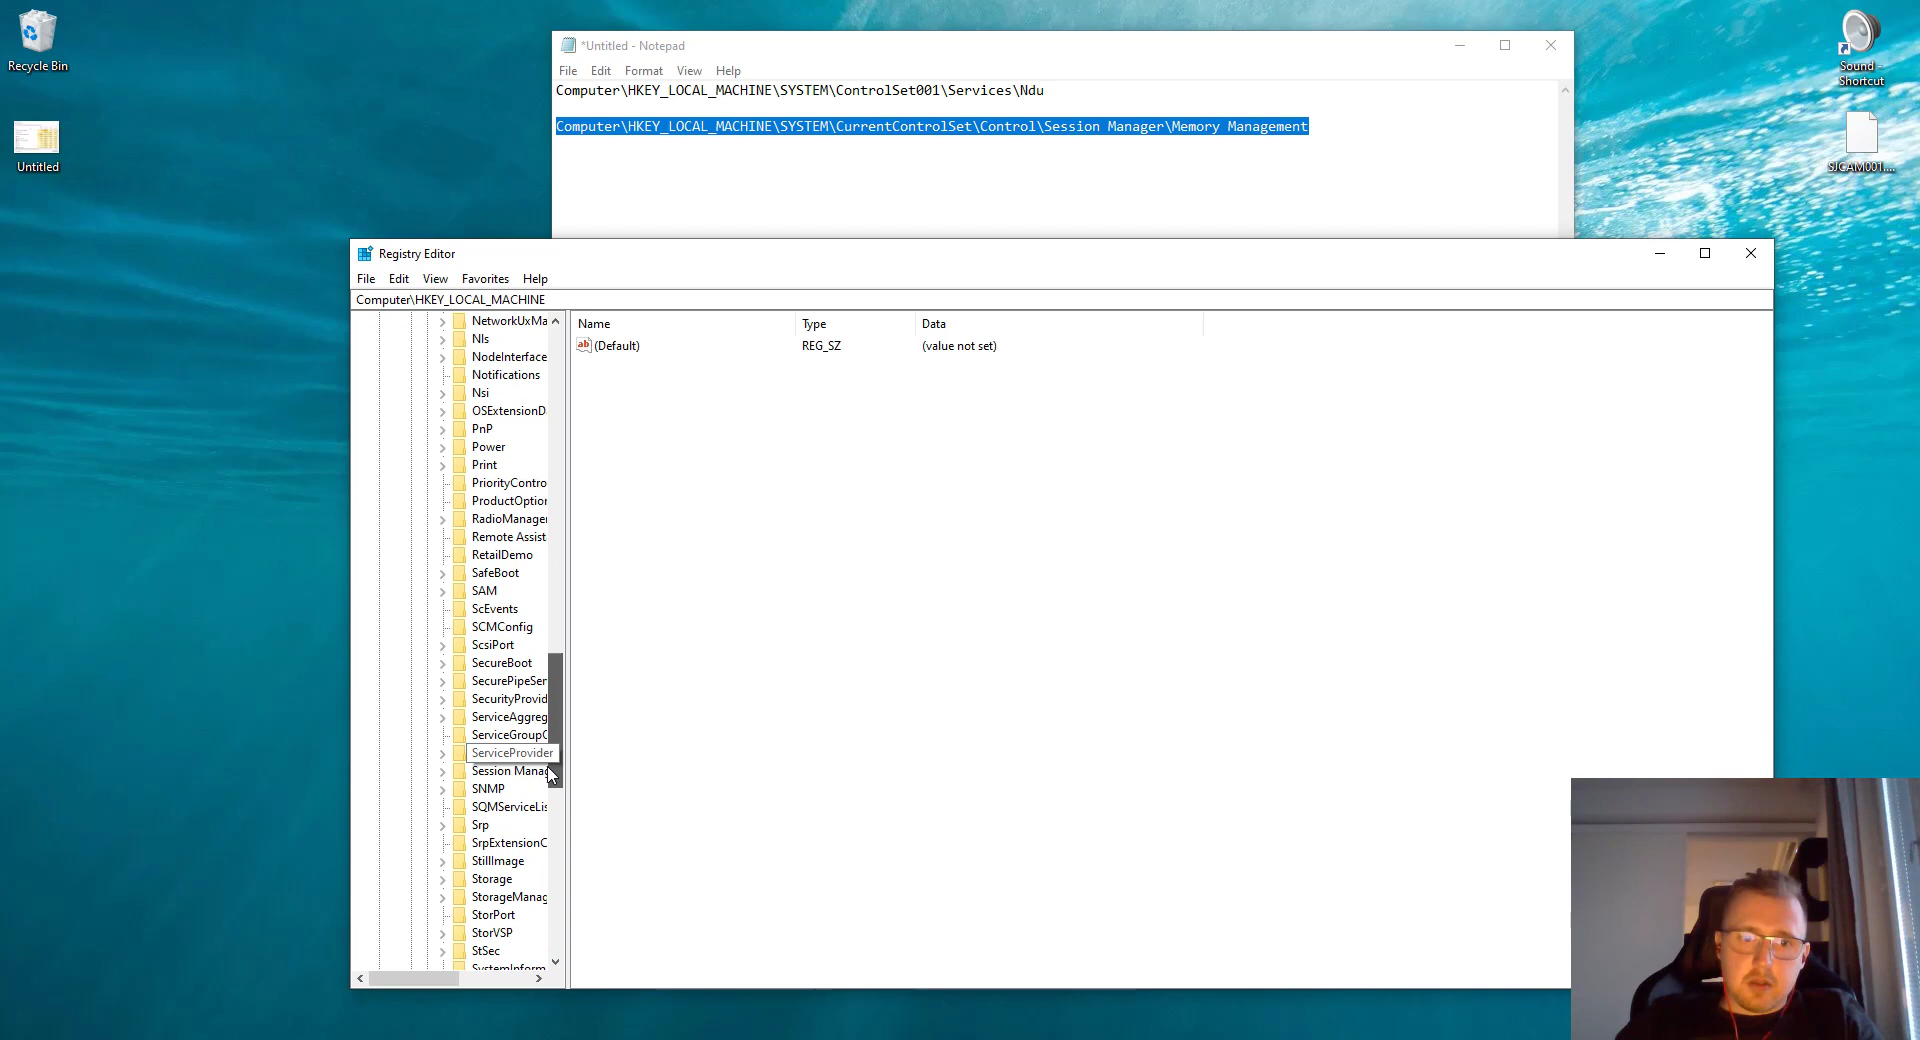 Recycle Bin
Untitled
Sound -
Shortcut
SJCAM001....
*Untitled - Notepad
File Edit Format View Help
Computer\HKEY_LOCAL_MACHINE\SYSTEM\ControlSet001\Services\Ndu
Computer\HKEY_LOCAL_MACHINE\SYSTEM\CurrentControlSet\Control\Session Manager\Memory Management
Registry Editor
File Edit View Favorites Help
Computer\HKEY_LOCAL_MACHINE
NetworkUxMa
Nls
NodeInterface
Notifications
Nsi
OSExtensionD
PnP
Power
Print
PriorityContro
ProductOption
RadioManager
Remote Assist
RetailDemo
SafeBoot
SAM
ScEvents
SCMConfig
ScsiPort
SecureBoot
SecurePipeSer
SecurityProvid
ServiceAggreg
ServiceGroupO
ServiceProvider
Session Manag
SNMP
SQMServiceLis
Srp
SrpExtensionC
StillImage
Storage
StorageManag
StorPort
StorVSP
StSec
SystemInform
Name Type Data
(Default) REG_SZ (value not set)